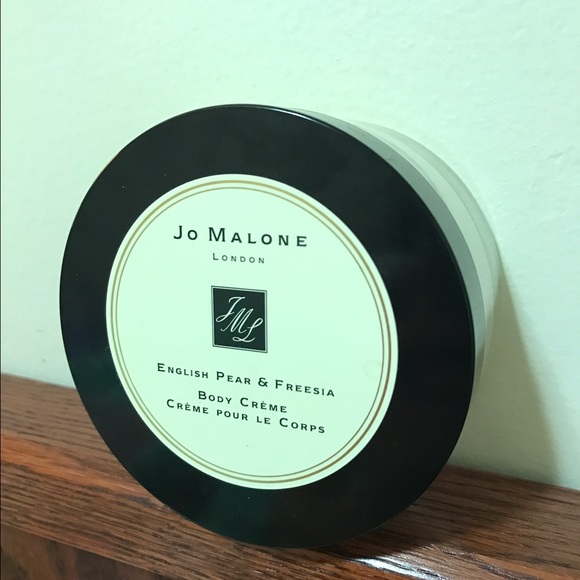 Jo Malone
London
JML
English Pear & Freesia
Body Crème
Crème pour le Corps